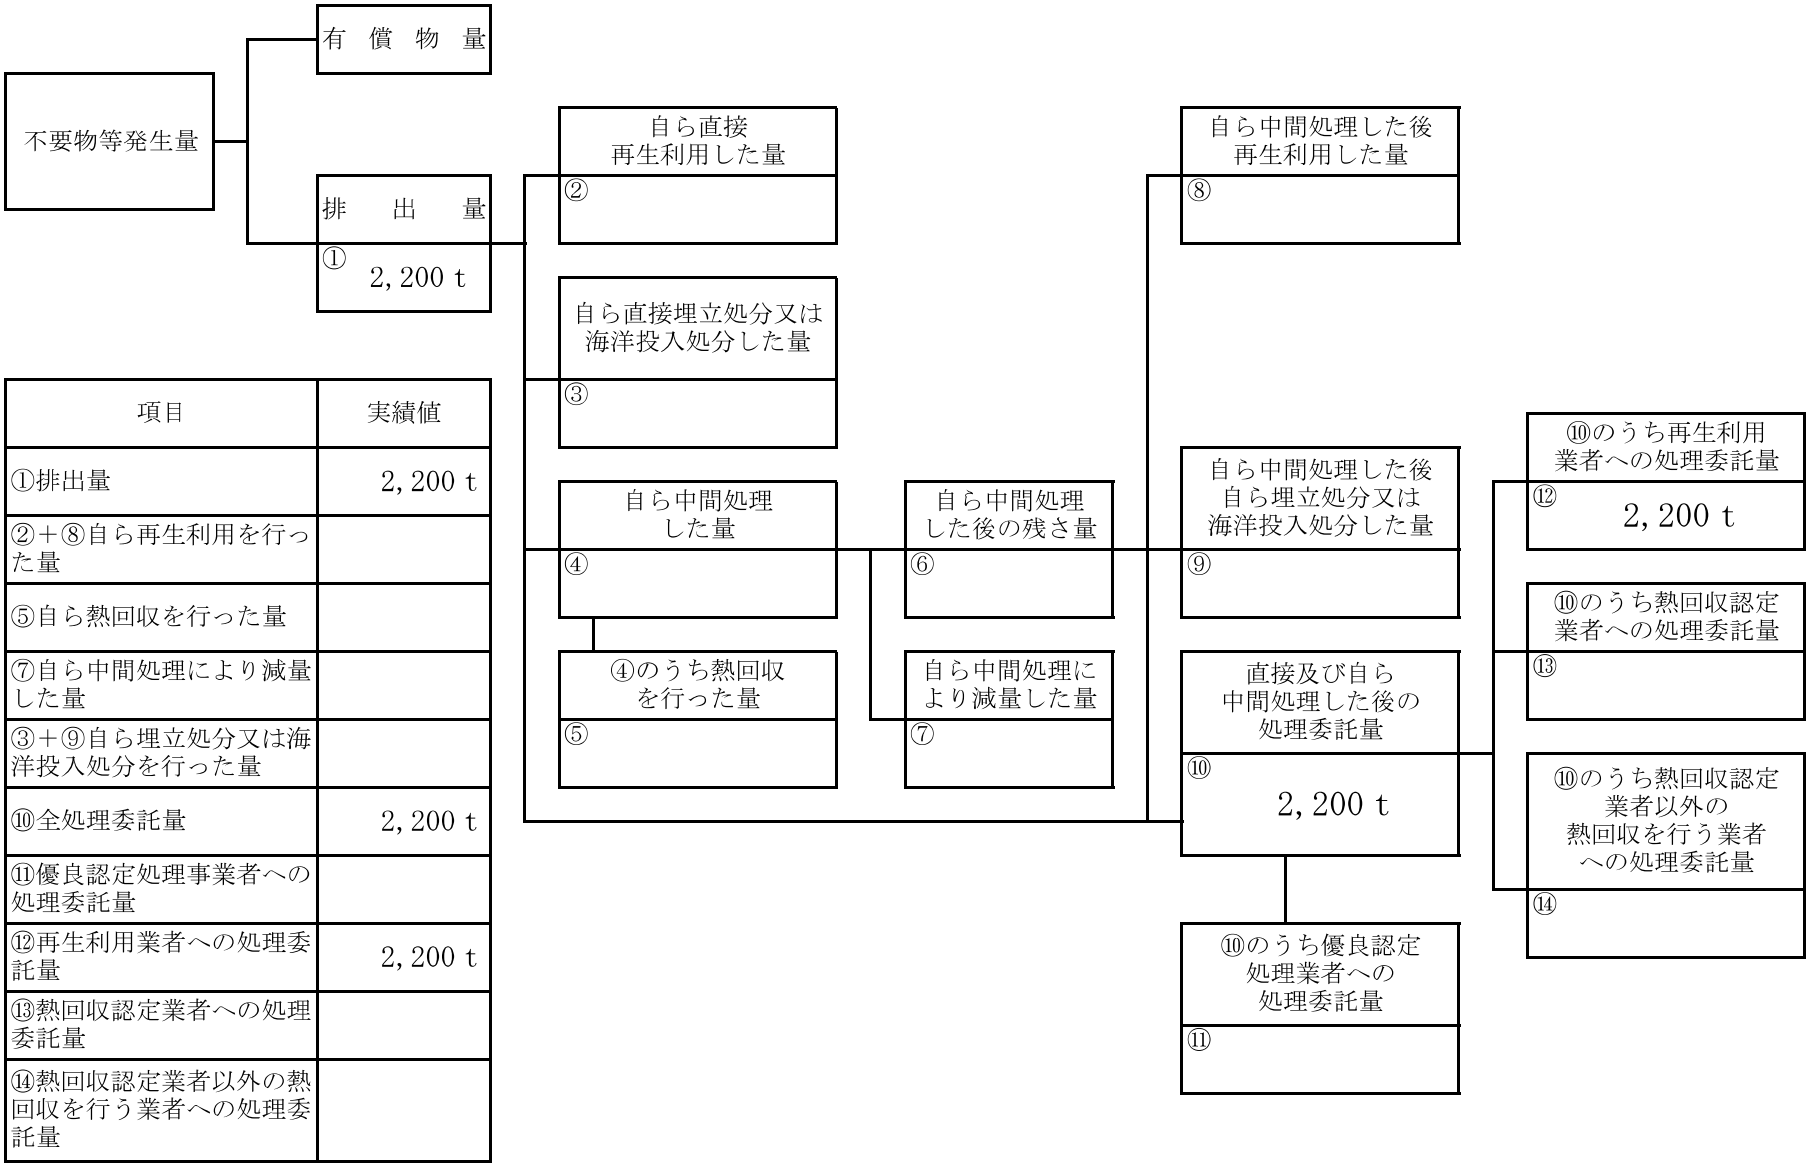 有償物量
不要物等発生量
排出量
①
2,200 t
自ら直接
再生利用した量
②
自ら直接埋立処分又は
海洋投入処分した量
③
自ら中間処理
した量
④
④のうち熱回収
を行った量
⑤
自ら中間処理
した後の残さ量
⑥
自ら中間処理に
より減量した量
⑦
自ら中間処理した後
再生利用した量
⑧
自ら中間処理した後
自ら埋立処分又は
海洋投入処分した量
⑨
直接及び自ら
中間処理した後の
処理委託量
⑩
2,200 t
⑩のうち優良認定
処理業者への
処理委託量
⑪
⑩のうち再生利用
業者への処理委託量
⑫
2,200 t
⑩のうち熱回収認定
業者への処理委託量
⑬
⑩のうち熱回収認定
業者以外の
熱回収を行う業者
への処理委託量
⑭
項目 実績値
①排出量 2,200 t
②＋⑧自ら再生利用を行っ
た量
⑤自ら熱回収を行った量
⑦自ら中間処理により減量
した量
③＋⑨自ら埋立処分又は海
洋投入処分を行った量
⑩全処理委託量 2,200 t
⑪優良認定処理事業者への
処理委託量
⑫再生利用業者への処理委
託量 2,200 t
⑬熱回収認定業者への処理
委託量
⑭熱回収認定業者以外の熱
回収を行う業者への処理委
託量